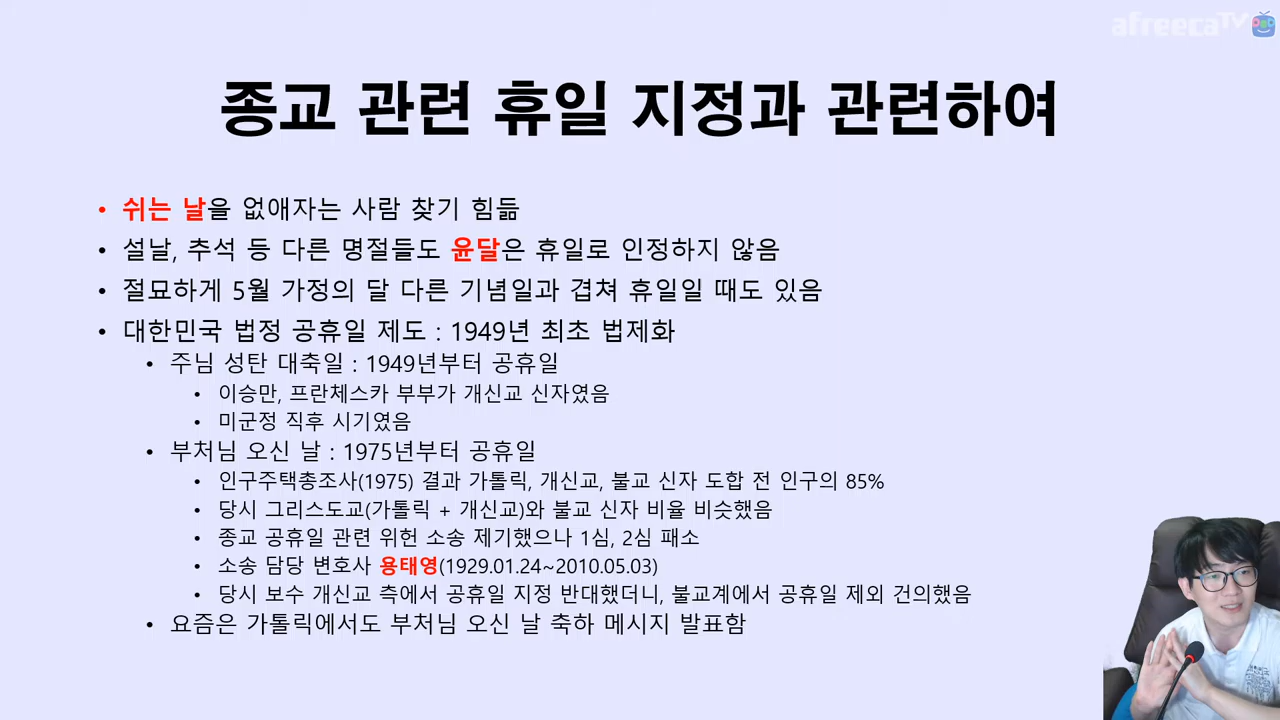 afreecaTV
종교 관련 휴일 지정과 관련하여
• 쉬는 날을 없애자는 사람 찾기 힘듦
• 설날, 추석 등 다른 명절들도 윤달은 휴일로 인정하지 않음
• 절묘하게 5월 가정의 달 다른 기념일과 겹쳐 휴일일 때도 있음
• 대한민국 법정 공휴일 제도 : 1949년 최초 법제화
• 주님 성탄 대축일 : 1949년부터 공휴일
• 이승만, 프란체스카 부부가 개신교 신자였음
• 미군정 직후 시기였음
• 부처님 오신 날 : 1975년부터 공휴일
• 인구주택총조사(1975) 결과 가톨릭, 개신교, 불교 신자 도합 전 인구의 85%
• 당시 그리스도교(가톨릭 + 개신교)와 불교 신자 비율 비슷했음
• 종교 공휴일 관련 위헌 소송 제기했으나 1심, 2심 패소
• 소송 담당 변호사 용태영(1929.01.24~2010.05.03)
• 당시 보수 개신교 측에서 공휴일 지정 반대했더니, 불교계에서 공휴일 제외 건의했음
• 요즘은 가톨릭에서도 부처님 오신 날 축하 메시지 발표함